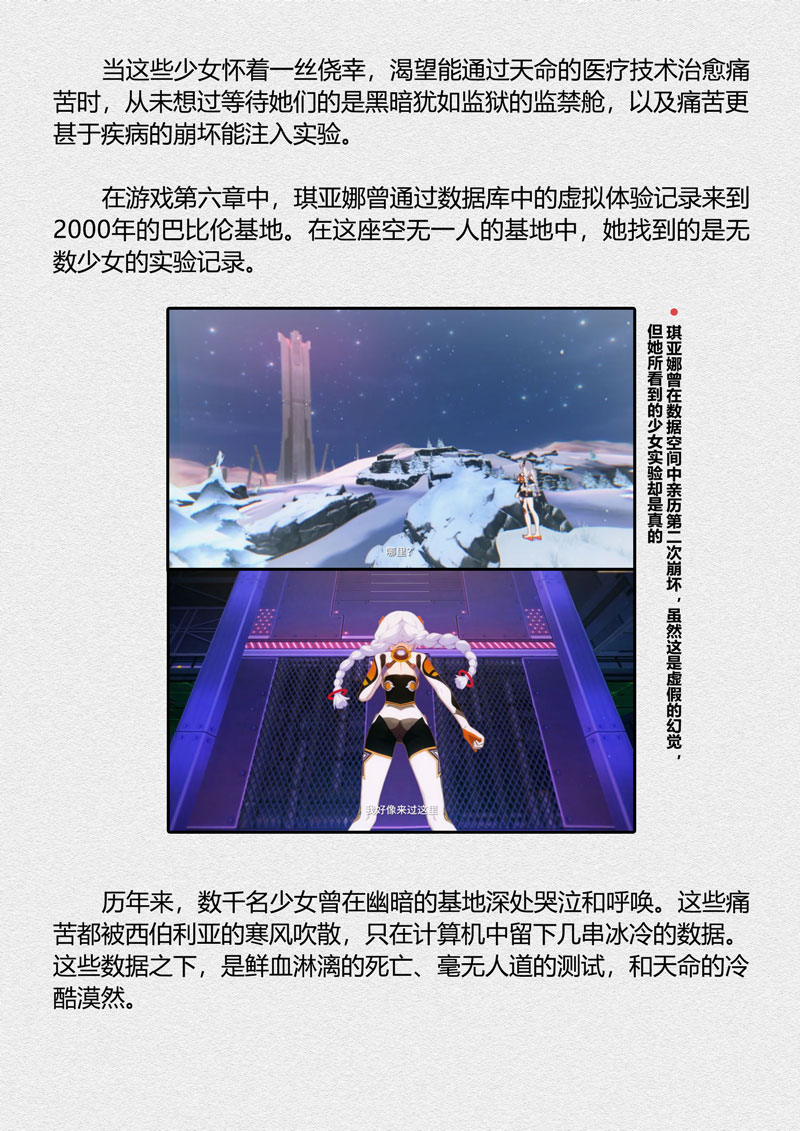 当这些少女怀着一丝侥幸，渴望能通过天命的医疗技术治愈痛
苦时，从未想过等待她们的是黑暗犹如监狱的监禁舱，以及痛苦更
甚于疾病的崩坏能注入实验。
在游戏第六章中，琪亚娜曾通过数据库中的虚拟体验记录来到
2000年的巴比伦基地。在这座空无一人的基地中，她找到的是无
数少女的实验记录。
哪里？
我好像来过这里
琪亚娜曾在数据空间中亲历第二次崩坏，虽然这是虚假的幻觉，
但她所看到的少女实验却是真的
历年来，数千名少女曾在幽暗的基地深处哭泣和呼唤。这些痛
苦都被西伯利亚的寒风吹散，只在计算机中留下几串冰冷的数据。
这些数据之下，是鲜血淋漓的死亡、毫无人道的测试，和天命的冷
酷漠然。